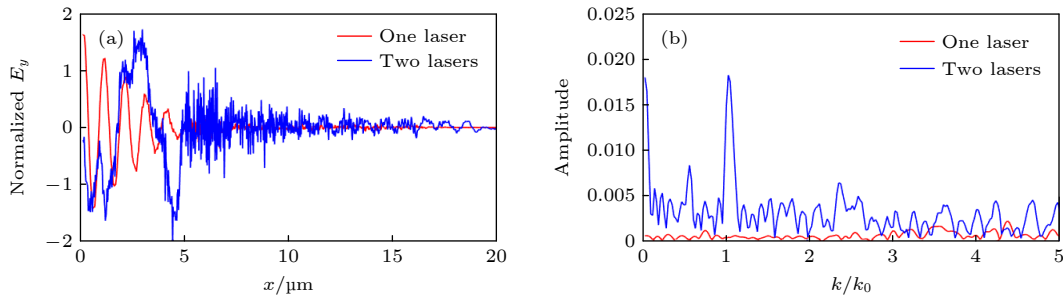 (a)
One laser
Two lasers
Normalized E_y
2
1
0
−1
−2
0
5
10
15
20
x/μm
(b)
One laser
Two lasers
Amplitude
0.025
0.020
0.015
0.010
0.005
0
0
1
2
3
4
5
k/k_0